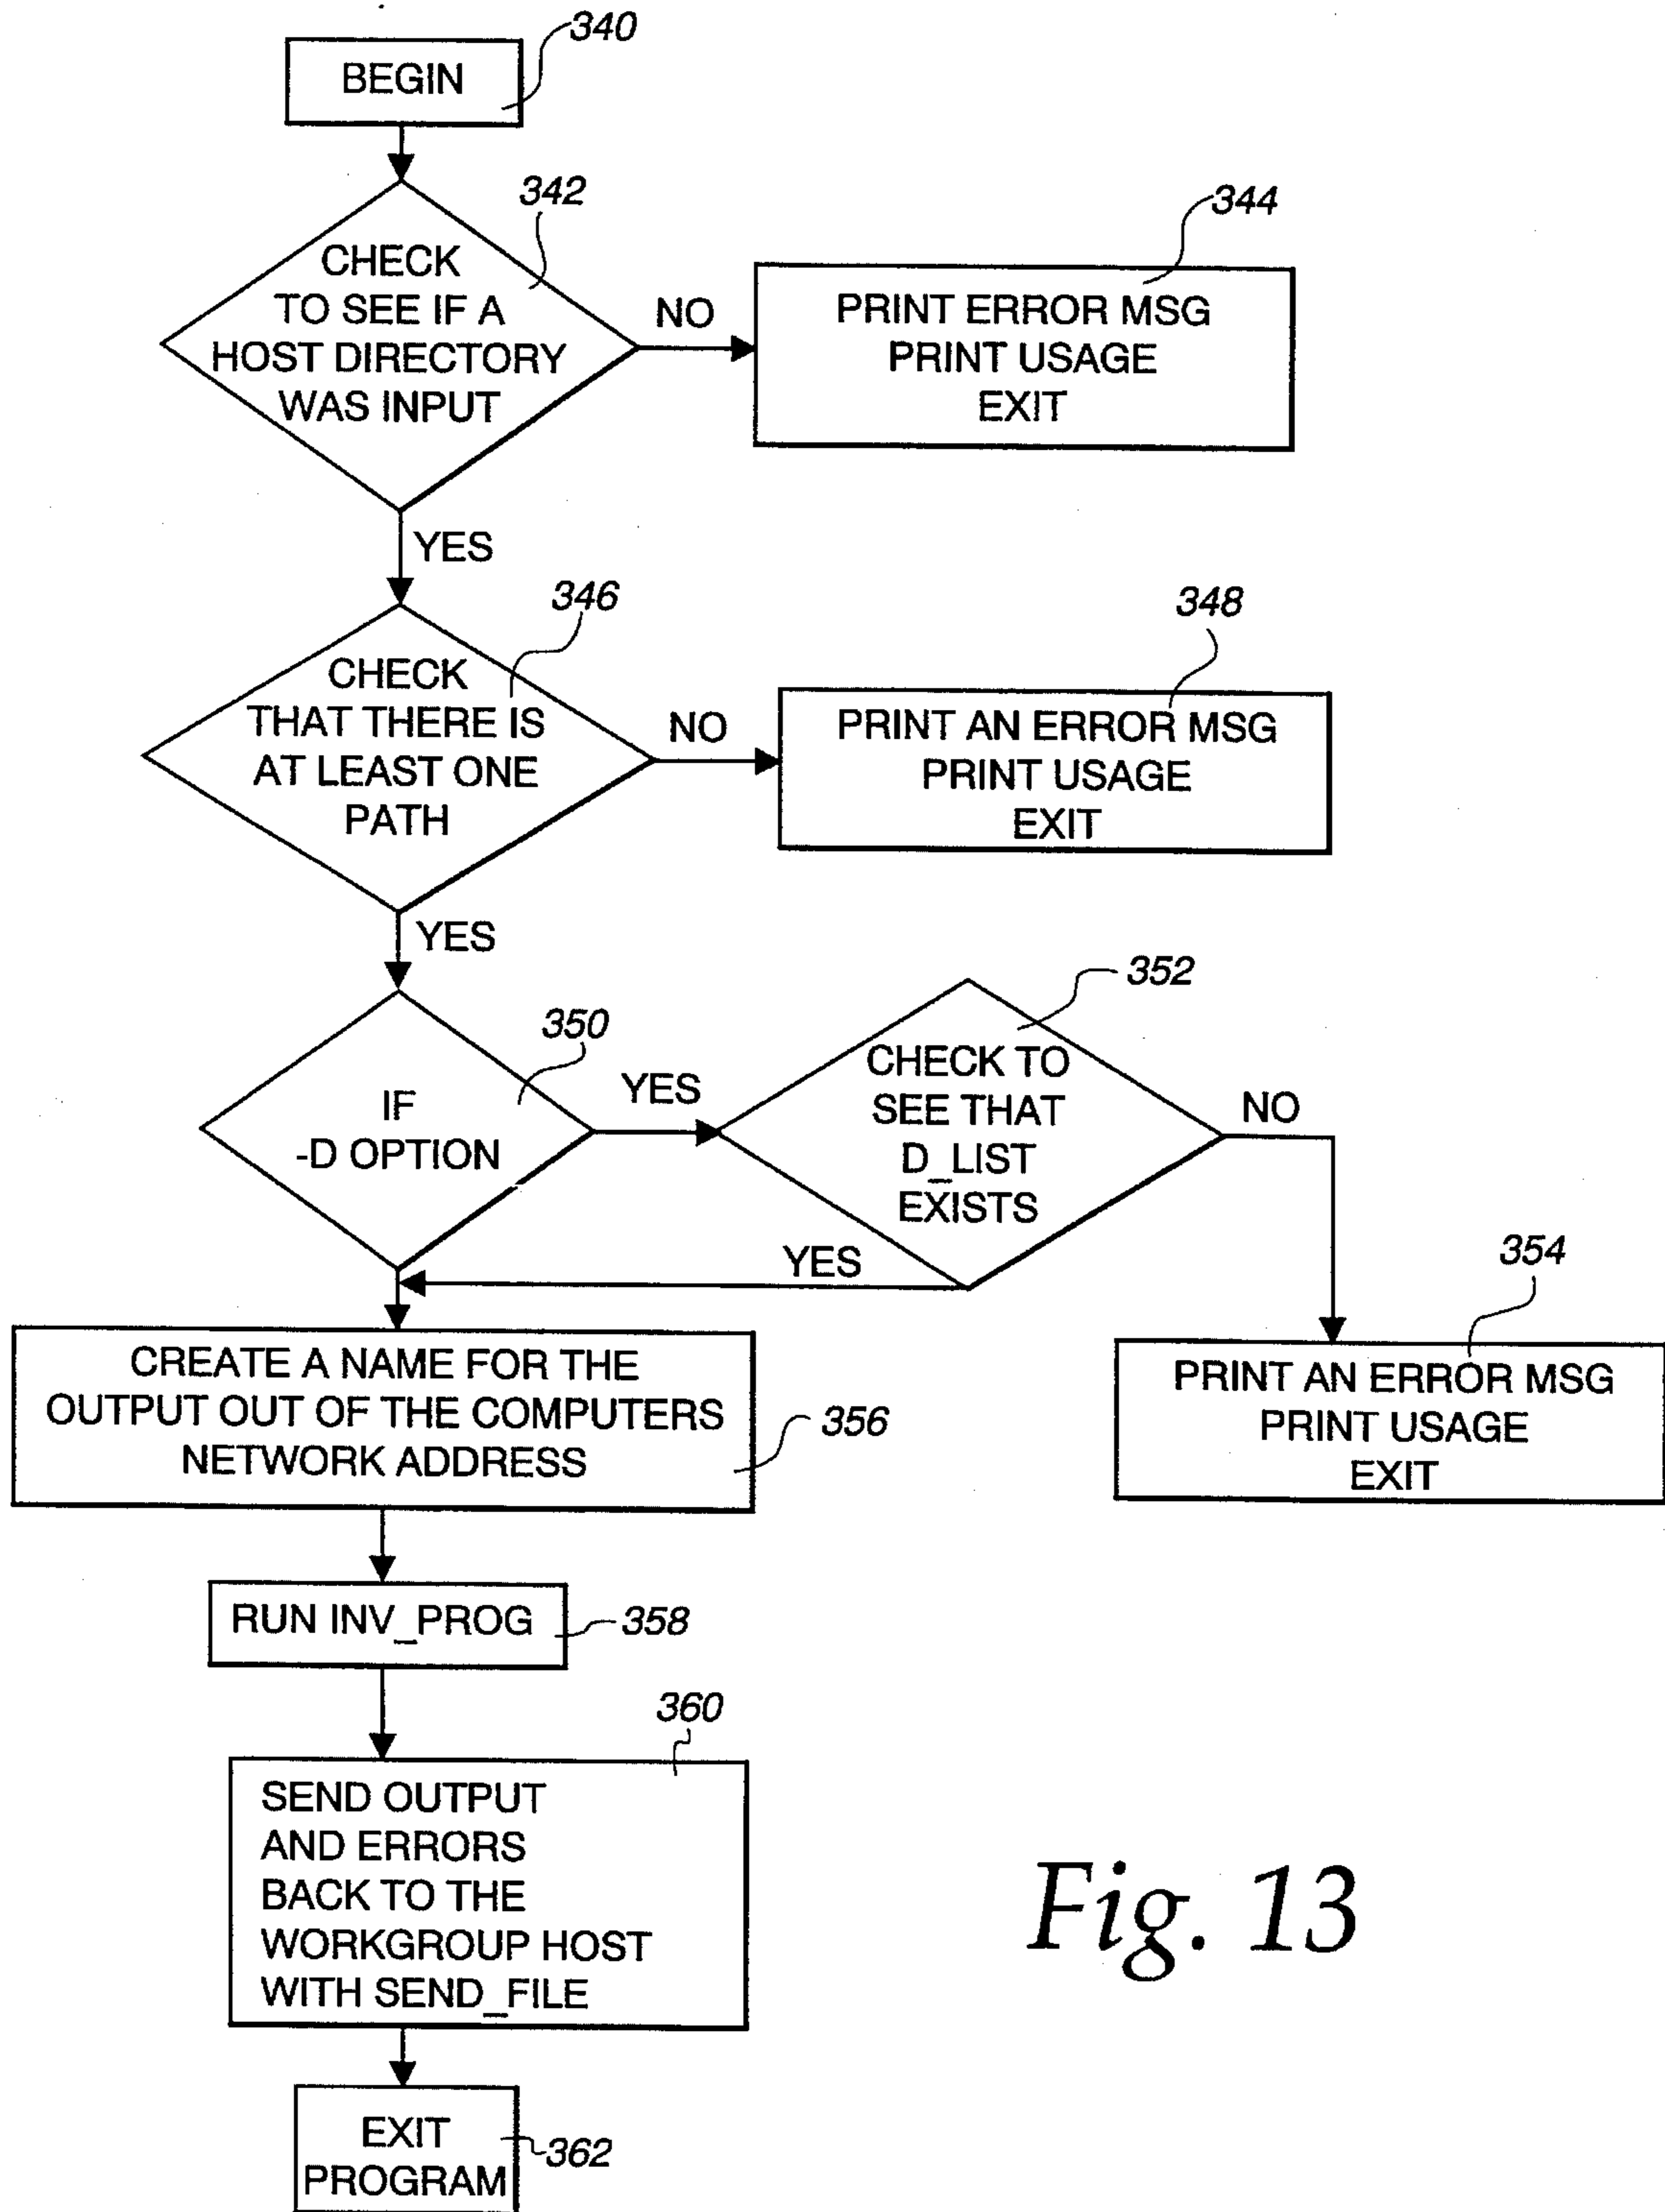 340
BEGIN
342
CHECK
TO SEE IF A
HOST DIRECTORY
WAS INPUT
NO
344
PRINT ERROR MSG
PRINT USAGE
EXIT
YES
346
CHECK
THAT THERE IS
AT LEAST ONE
PATH
NO
348
PRINT AN ERROR MSG
PRINT USAGE
EXIT
YES
350
IF
-D OPTION
YES
352
CHECK TO
SEE THAT
D_LIST
EXISTS
NO
YES
354
PRINT AN ERROR MSG
PRINT USAGE
EXIT
CREATE A NAME FOR THE
OUTPUT OUT OF THE COMPUTERS
NETWORK ADDRESS
356
RUN INV_PROG
358
360
SEND OUTPUT
AND ERRORS
BACK TO THE
WORKGROUP HOST
WITH SEND_FILE
EXIT
PROGRAM
362
Fig. 13